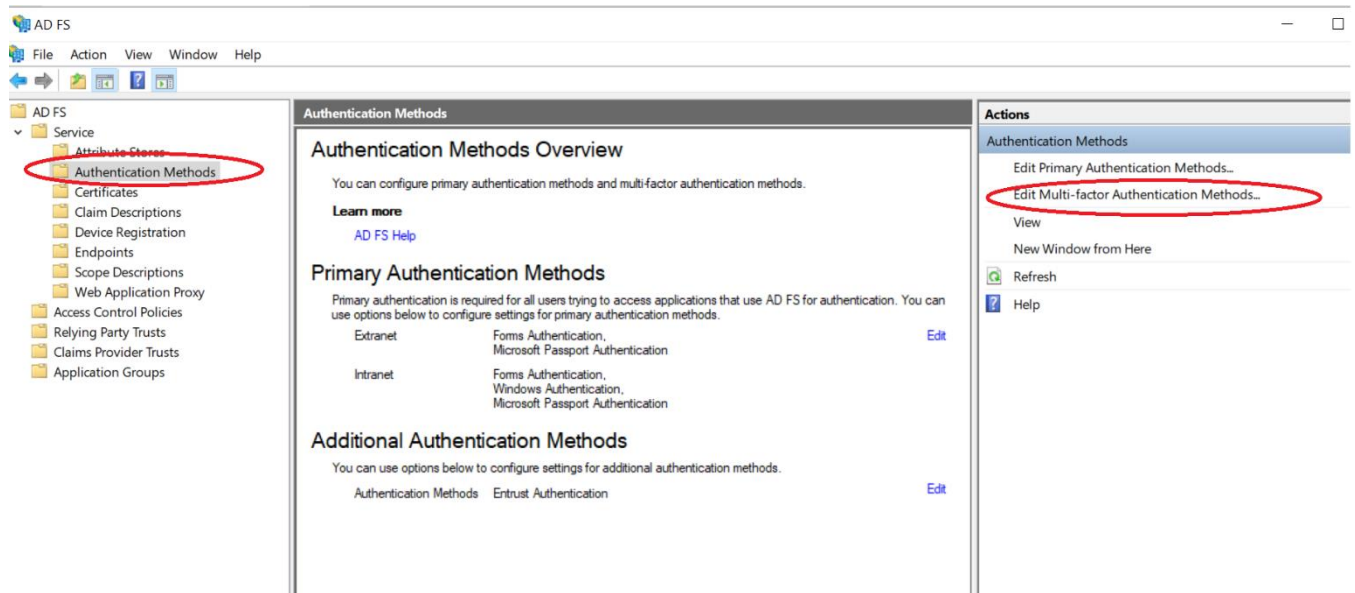 AD FS
File Action View Window Help
AD FS
Service
Attribute Stores
Authentication Methods
Certificates
Claim Descriptions
Device Registration
Endpoints
Scope Descriptions
Web Application Proxy
Access Control Policies
Relying Party Trusts
Claims Provider Trusts
Application Groups
Authentication Methods
Authentication Methods Overview
You can configure primary authentication methods and multi-factor authentication methods.
Learn more
AD FS Help
Primary Authentication Methods
Primary authentication is required for all users trying to access applications that use AD FS for authentication. You can
use options below to configure settings for primary authentication methods.
Extranet Forms Authentication, Edit
Microsoft Passport Authentication
Intranet Forms Authentication,
Windows Authentication,
Microsoft Passport Authentication
Additional Authentication Methods
You can use options below to configure settings for additional authentication methods.
Authentication Methods Entrust Authentication Edit
Actions
Authentication Methods
Edit Primary Authentication Methods...
Edit Multi-factor Authentication Methods...
View
New Window from Here
Refresh
Help